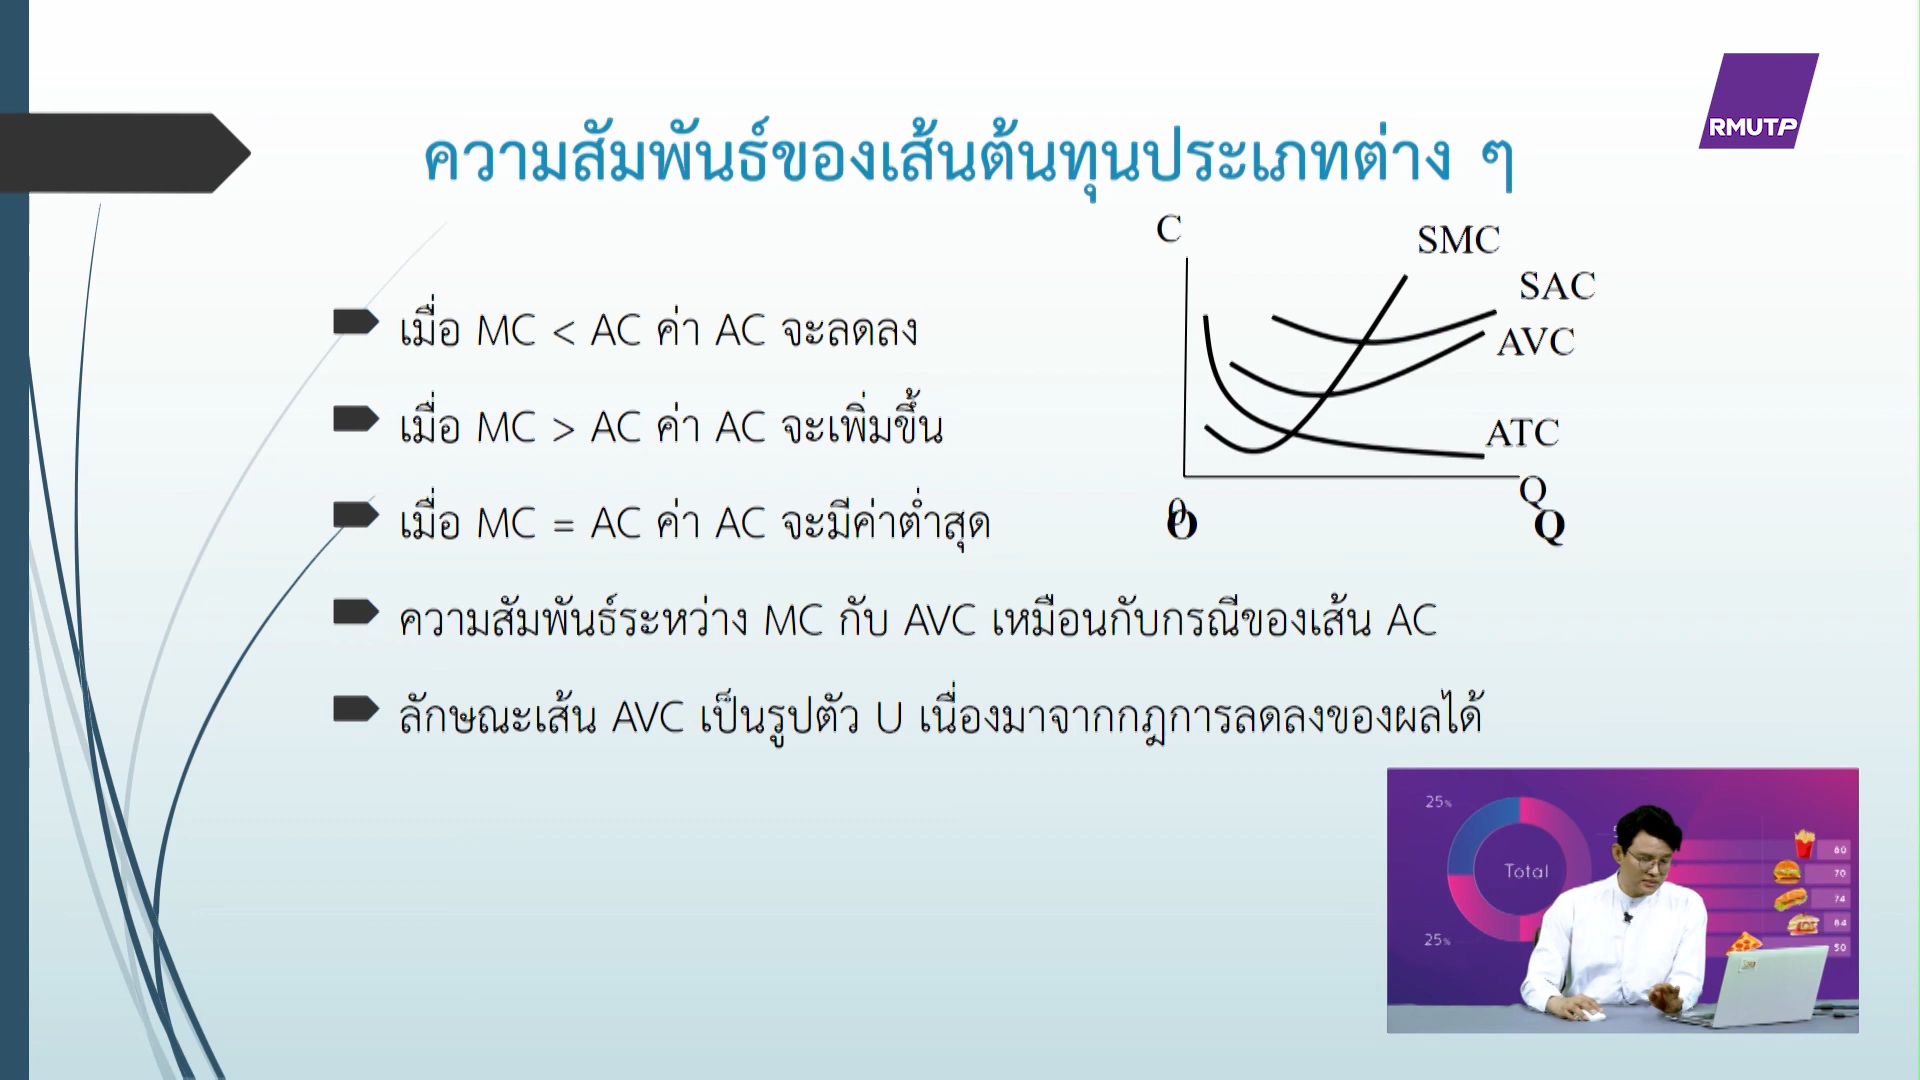 RMUTP
ความสัมพันธ์ของเส้นต้นทุนประเภทต่าง ๆ
C
SMC
SAC
AVC
ATC
Q
0
O
Q
เมื่อ MC < AC ค่า AC จะลดลง
เมื่อ MC > AC ค่า AC จะเพิ่มขึ้น
เมื่อ MC = AC ค่า AC จะมีค่าต่ำสุด
ความสัมพันธ์ระหว่าง MC กับ AVC เหมือนกับกรณีของเส้น AC
ลักษณะเส้น AVC เป็นรูปตัว U เนื่องมาจากกฎการลดลงของผลได้
25%
Total
25%
60
70
74
84
50